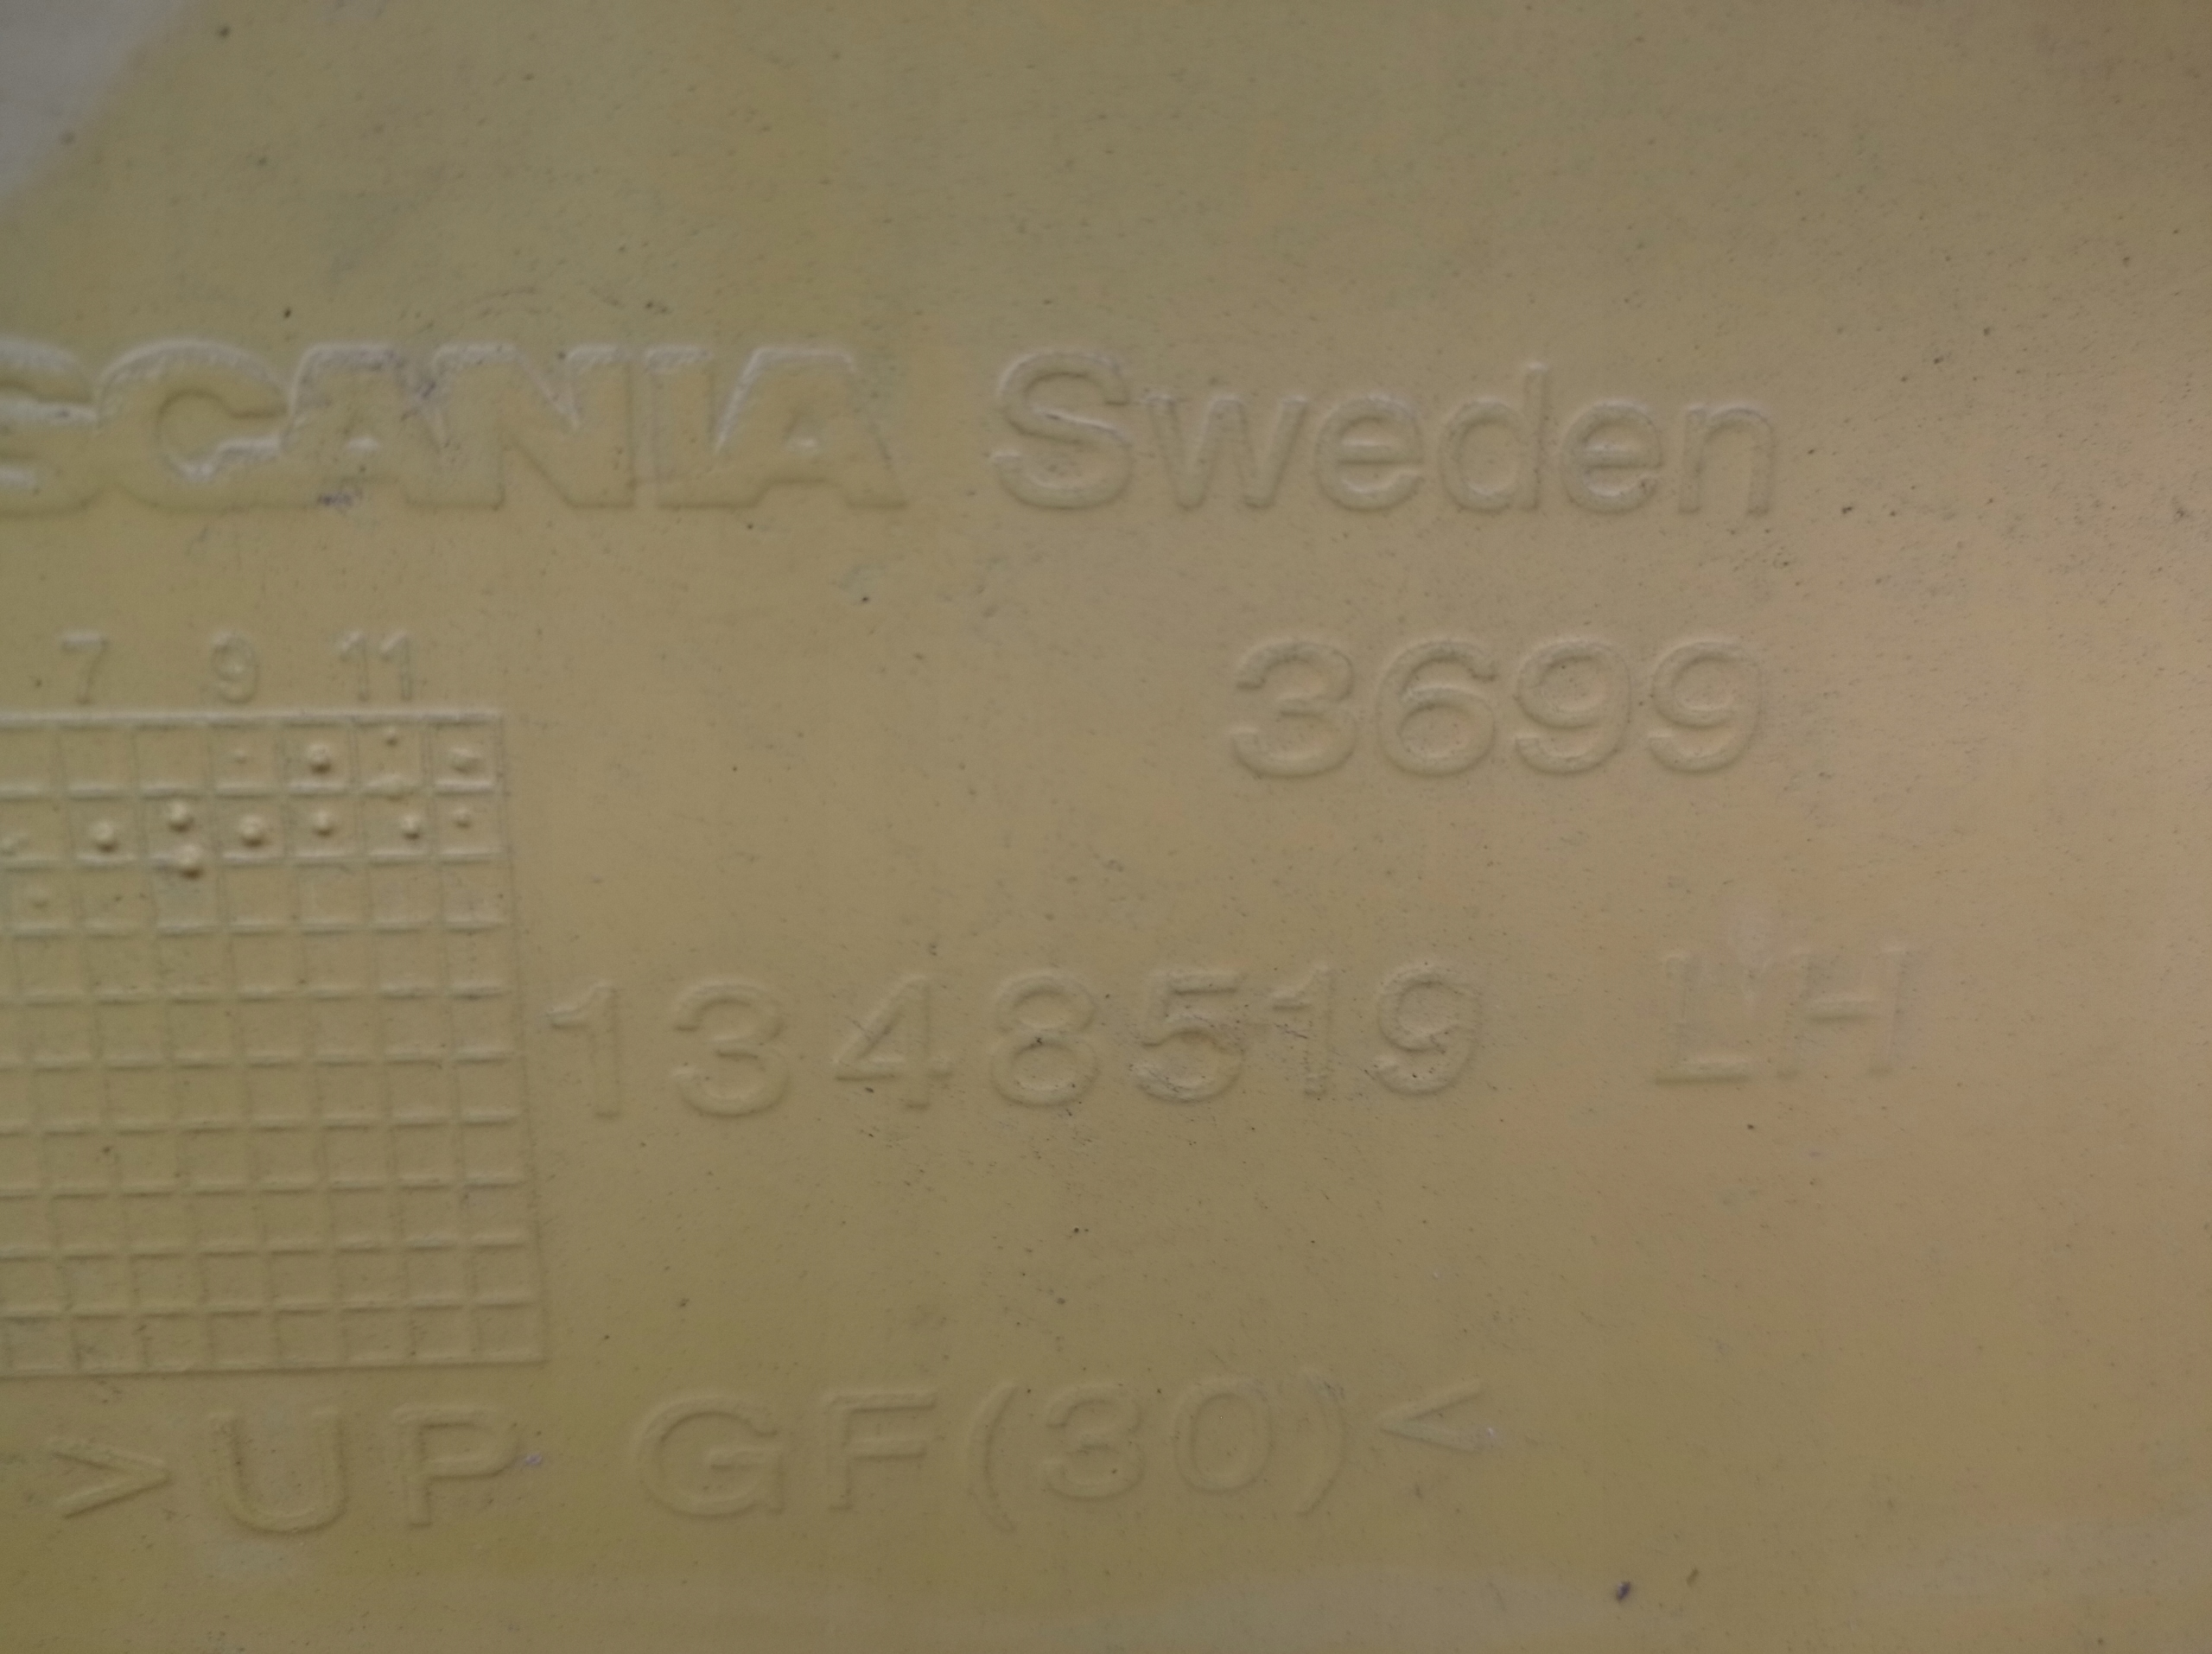 SCANIA Sweden
3699
7 9 11
1348519 LH
>UP GF(30)<